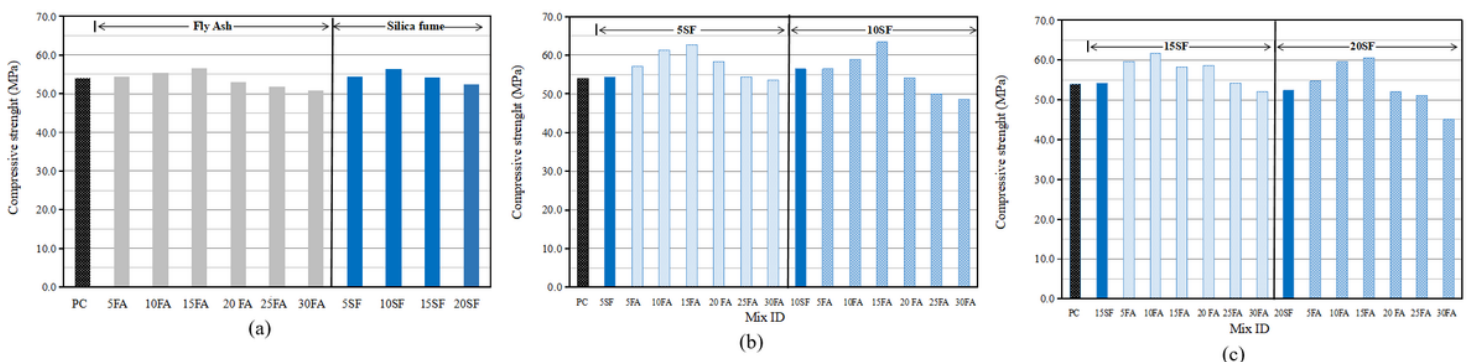 70.0
60.0
50.0
40.0
30.0
20.0
10.0
0.0
Compressive strenght (MPa)
Fly Ash
Silica fume
PC 5FA 10FA 15FA 20 FA 25FA 30FA 5SF 10SF 15SF 20SF
(a)
70.0
60.0
50.0
40.0
30.0
20.0
10.0
0.0
Compressive strenght (MPa)
5SF
10SF
PC 5SF 5FA 10FA 15FA 20 FA 25FA 30FA 10SF 5FA 10FA 15FA 20 FA 25FA 30FA
Mix ID
(b)
70.0
60.0
50.0
40.0
30.0
20.0
10.0
0.0
Compressive strenght (MPa)
15SF
20SF
PC 15SF 5FA 10FA 15FA 20 FA 25FA 30FA 20SF 5FA 10FA 15FA 20 FA 25FA 30FA
Mix ID
(c)